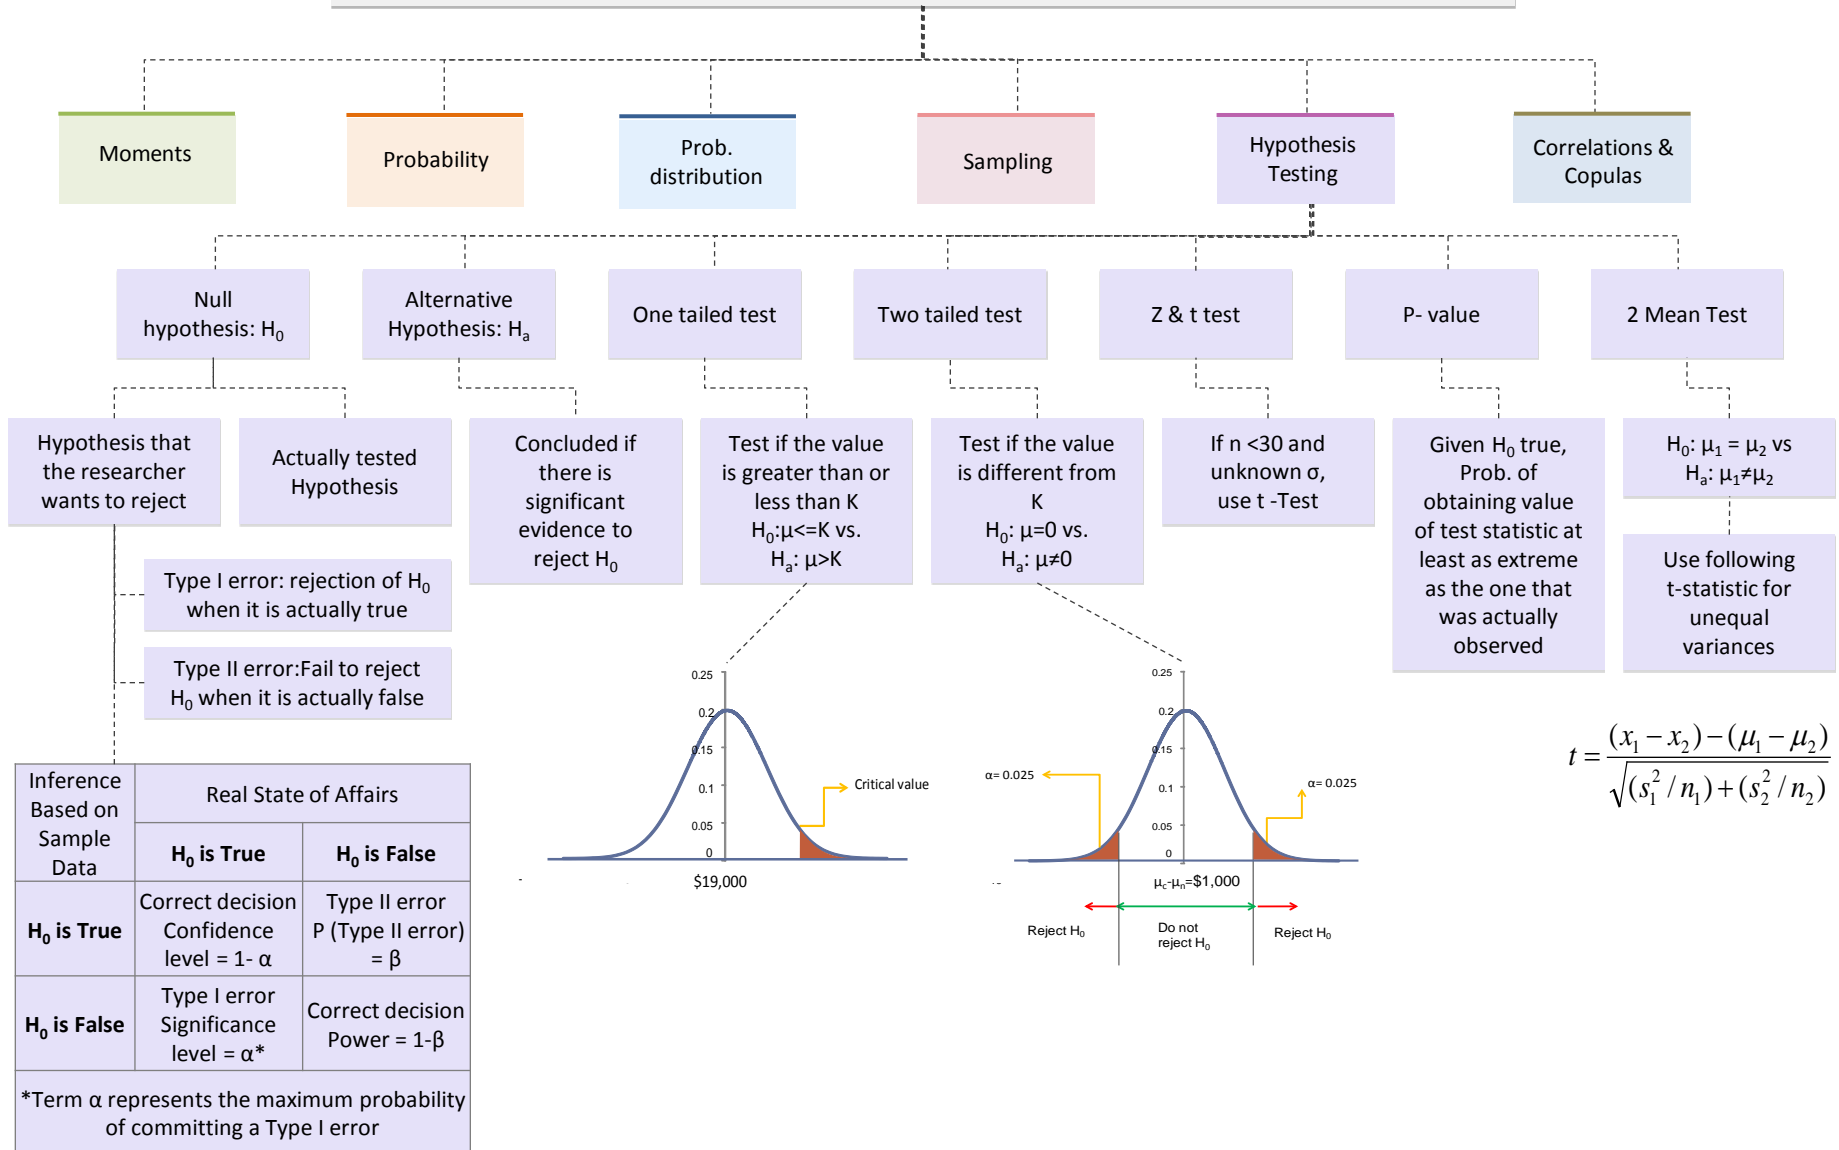 Moments
Probability
Prob.
distribution
Sampling
Hypothesis
Testing
Correlations &
Copulas
Null
hypothesis: H₀
Alternative
Hypothesis: Hₐ
One tailed test
Two tailed test
Z & t test
P- value
2 Mean Test
Hypothesis that
the researcher
wants to reject
Actually tested
Hypothesis
Concluded if
there is
significant
evidence to
reject H₀
Test if the value
is greater than or
less than K
H₀:μ<=K vs.
Hₐ: μ>K
Test if the value
is different from
K
H₀: μ=0 vs.
Hₐ: μ≠0
If n <30 and
unknown σ,
use t -Test
Given H₀ true,
Prob. of
obtaining value
of test statistic at
least as extreme
as the one that
was actually
observed
H₀: μ₁ = μ₂ vs
Hₐ: μ₁≠μ₂
Use following
t-statistic for
unequal
variances
Type I error: rejection of H₀
when it is actually true
Type II error:Fail to reject
H₀ when it is actually false
t = (x₁ − x₂) − (μ₁ − μ₂) / √(s₁² / n₁) + (s₂² / n₂)
0.25
0.2
0.15
0.1
0.05
0
Critical value
$19,000
0.25
0.2
0.15
0.1
0.05
0
α= 0.025
α= 0.025
μc-μn=$1,000
Reject H₀
Do not
reject H₀
Reject H₀
Inference
Based on
Sample
Data
Real State of Affairs
H₀ is True
H₀ is False
H₀ is True
Correct decision
Confidence
level = 1- α
Type II error
P (Type II error)
= β
H₀ is False
Type I error
Significance
level = α*
Correct decision
Power = 1-β
*Term α represents the maximum probability
of committing a Type I error